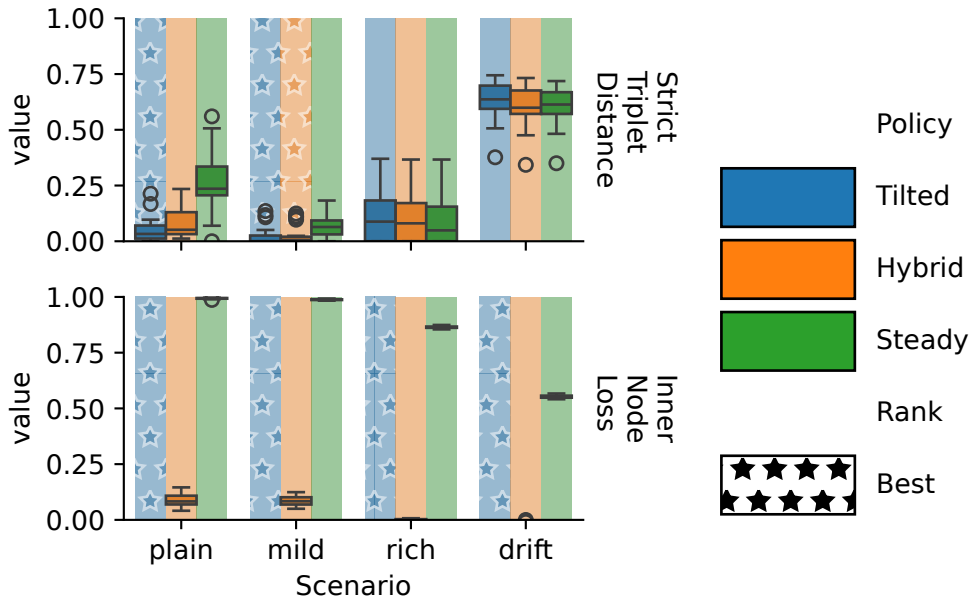 1.00
0.75
0.50
0.25
0.00
value
Strict
Triplet
Distance
1.00
0.75
0.50
0.25
0.00
value
Inner
Node
Loss
plain
mild
rich
drift
Scenario
Policy
Tilted
Hybrid
Steady
Rank
Best